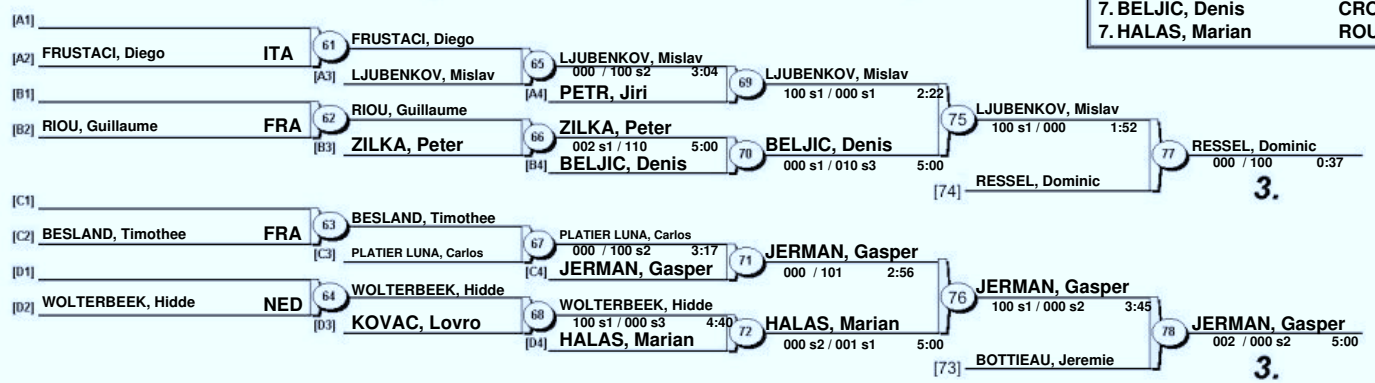 7. BELJIC, Denis CRO
7. HALAS, Marian ROU
[A1]
[A2] FRUSTACI, Diego ITA
61
FRUSTACI, Diego
[A3] LJUBENKOV, Mislav
65
LJUBENKOV, Mislav
000 / 100 s2 3:04
[A4] PETR, Jiri
69
LJUBENKOV, Mislav
100 s1 / 000 s1 2:22
[B1]
[B2] RIOU, Guillaume FRA
62
RIOU, Guillaume
[B3] ZILKA, Peter
66
ZILKA, Peter
002 s1 / 110 5:00
[B4] BELJIC, Denis
70
BELJIC, Denis
000 s1 / 010 s3 5:00
75
LJUBENKOV, Mislav
100 s1 / 000 1:52
[74] RESSEL, Dominic
77
RESSEL, Dominic
000 / 100 0:37
3.
[C1]
[C2] BESLAND, Timothee FRA
63
BESLAND, Timothee
[C3] PLATIER LUNA, Carlos
67
PLATIER LUNA, Carlos
000 / 100 s2 3:17
[C4] JERMAN, Gasper
71
JERMAN, Gasper
000 / 101 2:56
[D1]
[D2] WOLTERBEEK, Hidde NED
64
WOLTERBEEK, Hidde
[D3] KOVAC, Lovro
68
WOLTERBEEK, Hidde
100 s1 / 000 s3 4:40
[D4] HALAS, Marian
72
HALAS, Marian
000 s2 / 001 s1 5:00
76
JERMAN, Gasper
100 s1 / 000 s2 3:45
[73] BOTTIEAU, Jeremie
78
JERMAN, Gasper
002 / 000 s2 5:00
3.